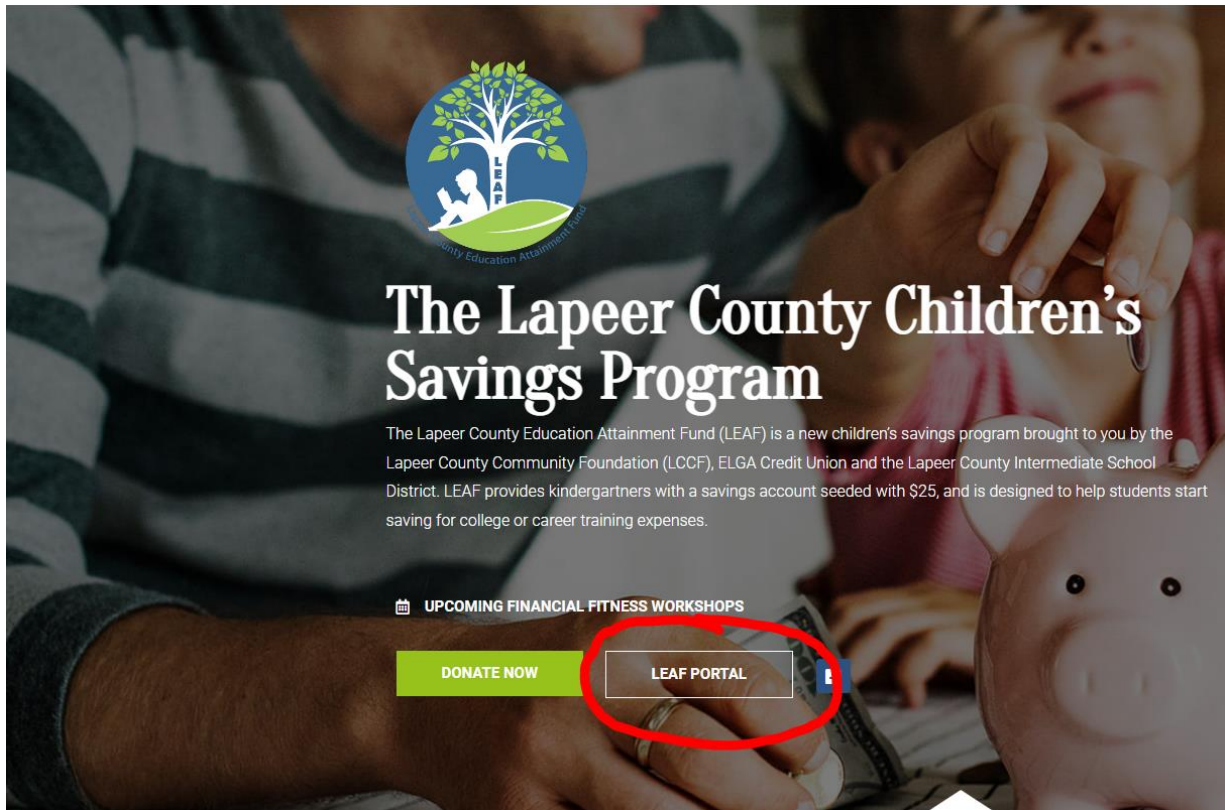 LEAF
County Education Attainment Fund
The Lapeer County Children's
Savings Program
The Lapeer County Education Attainment Fund (LEAF) is a new children's savings program brought to you by the
Lapeer County Community Foundation (LCCF), ELGA Credit Union and the Lapeer County Intermediate School
District. LEAF provides kindergartners with a savings account seeded with $25, and is designed to help students start
saving for college or career training expenses.
UPCOMING FINANCIAL FITNESS WORKSHOPS
DONATE NOW
LEAF PORTAL